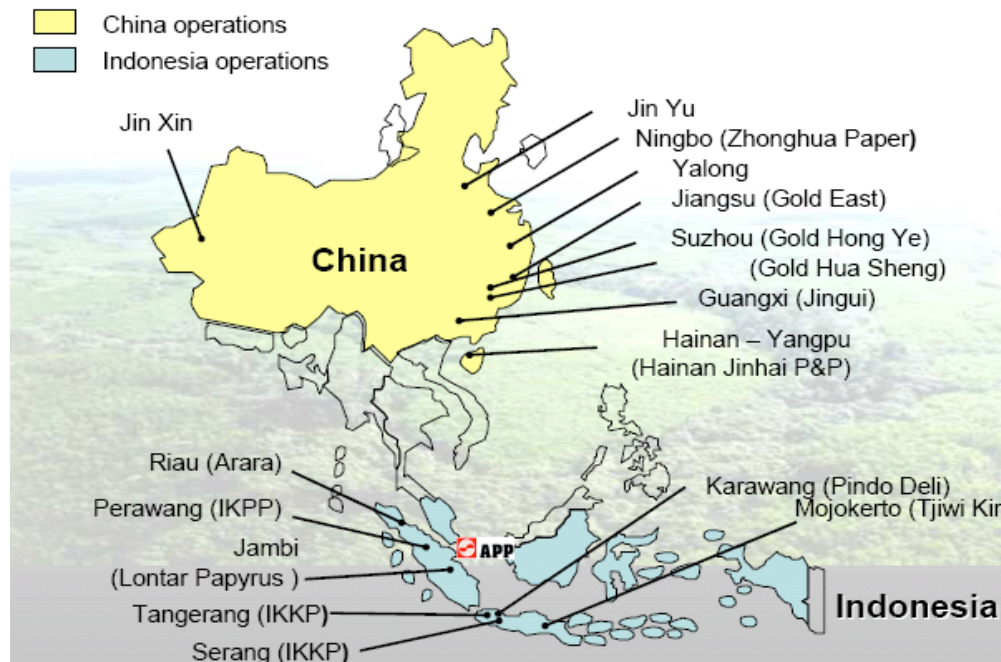 China operations
Indonesia operations
Jin Xin
Jin Yu
Ningbo (Zhonghua Paper)
Yalong
Jiangsu (Gold East)
Suzhou (Gold Hong Ye)
(Gold Hua Sheng)
China
Guangxi (Jingui)
Hainan – Yangpu
(Hainan Jinhai P&P)
Riau (Arara)
Karawang (Pindo Deli)
Perawang (IKPP)
Mojokerto (Tjiwi Kir
APP
Jambi
(Lontar Papyrus )
Tangerang (IKKP)
Indonesia
Serang (IKKP)